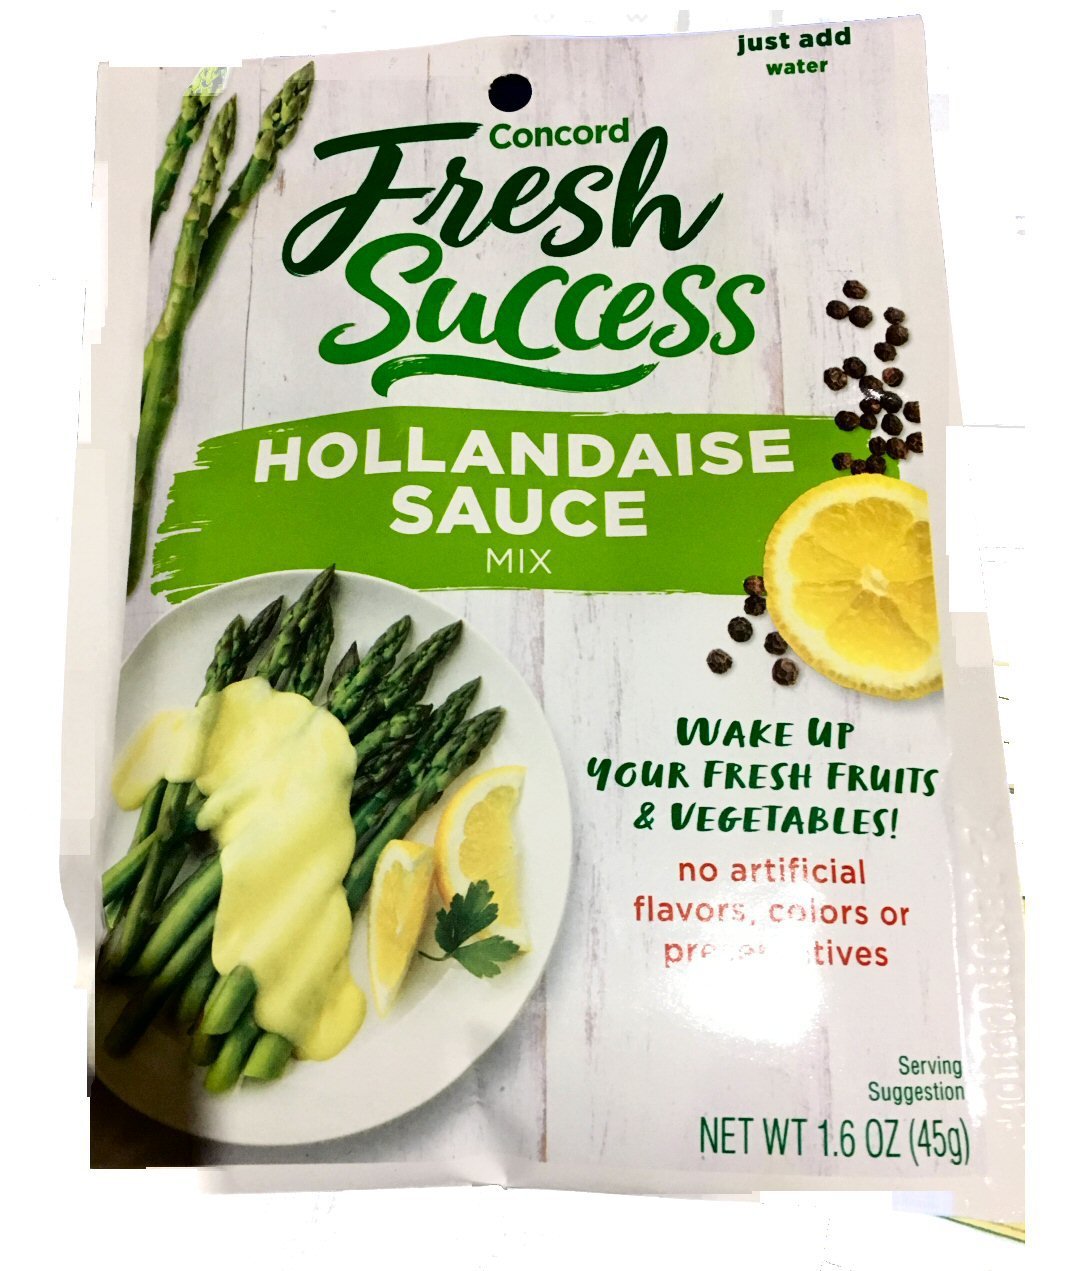 just add
water
Concord
Fresh
Success
HOLLANDAISE
SAUCE
MIX
WAKE UP
YOUR FRESH FRUITS
& VEGETABLES!
no artificial
flavors, colors or
preservatives
Serving
Suggestion
NET WT 1.6 OZ (45g)